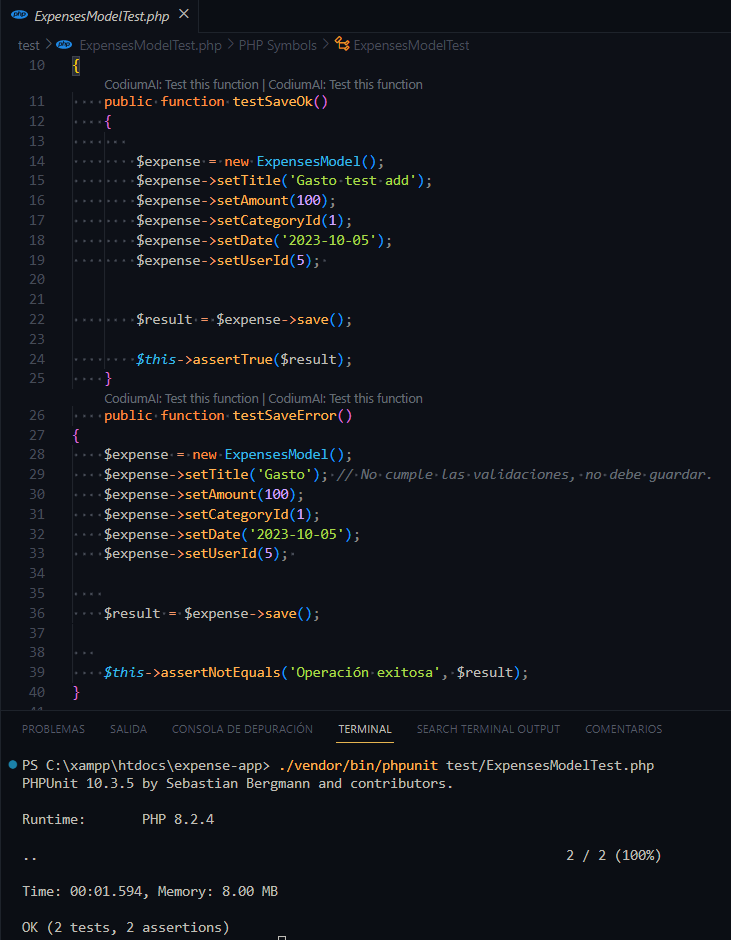 php ExpensesModelTest.php ×
test > php ExpensesModelTest.php > PHP Symbols > ExpensesModelTest
10 {
CodiumAI: Test this function | CodiumAI: Test this function
11 public function testSaveOk()
12 {
13
14 $expense = new ExpensesModel();
15 $expense->setTitle('Gasto test add');
16 $expense->setAmount(100);
17 $expense->setCategoryId(1);
18 $expense->setDate('2023-10-05');
19 $expense->setUserId(5);
20
21
22 $result = $expense->save();
23
24 $this->assertTrue($result);
25 }
CodiumAI: Test this function | CodiumAI: Test this function
26 public function testSaveError()
27 {
28 $expense = new ExpensesModel();
29 $expense->setTitle('Gasto'); // No cumple las validaciones, no debe guardar.
30 $expense->setAmount(100);
31 $expense->setCategoryId(1);
32 $expense->setDate('2023-10-05');
33 $expense->setUserId(5);
34
35
36 $result = $expense->save();
37
38
39 $this->assertNotEquals('Operación exitosa', $result);
40 }
PROBLEMAS SALIDA CONSOLA DE DEPURACIÓN TERMINAL SEARCH TERMINAL OUTPUT COMENTARIOS
PS C:\xampp\htdocs\expense-app> ./vendor/bin/phpunit test/ExpensesModelTest.php
PHPUnit 10.3.5 by Sebastian Bergmann and contributors.
Runtime: PHP 8.2.4
.. 2 / 2 (100%)
Time: 00:01.594, Memory: 8.00 MB
OK (2 tests, 2 assertions)